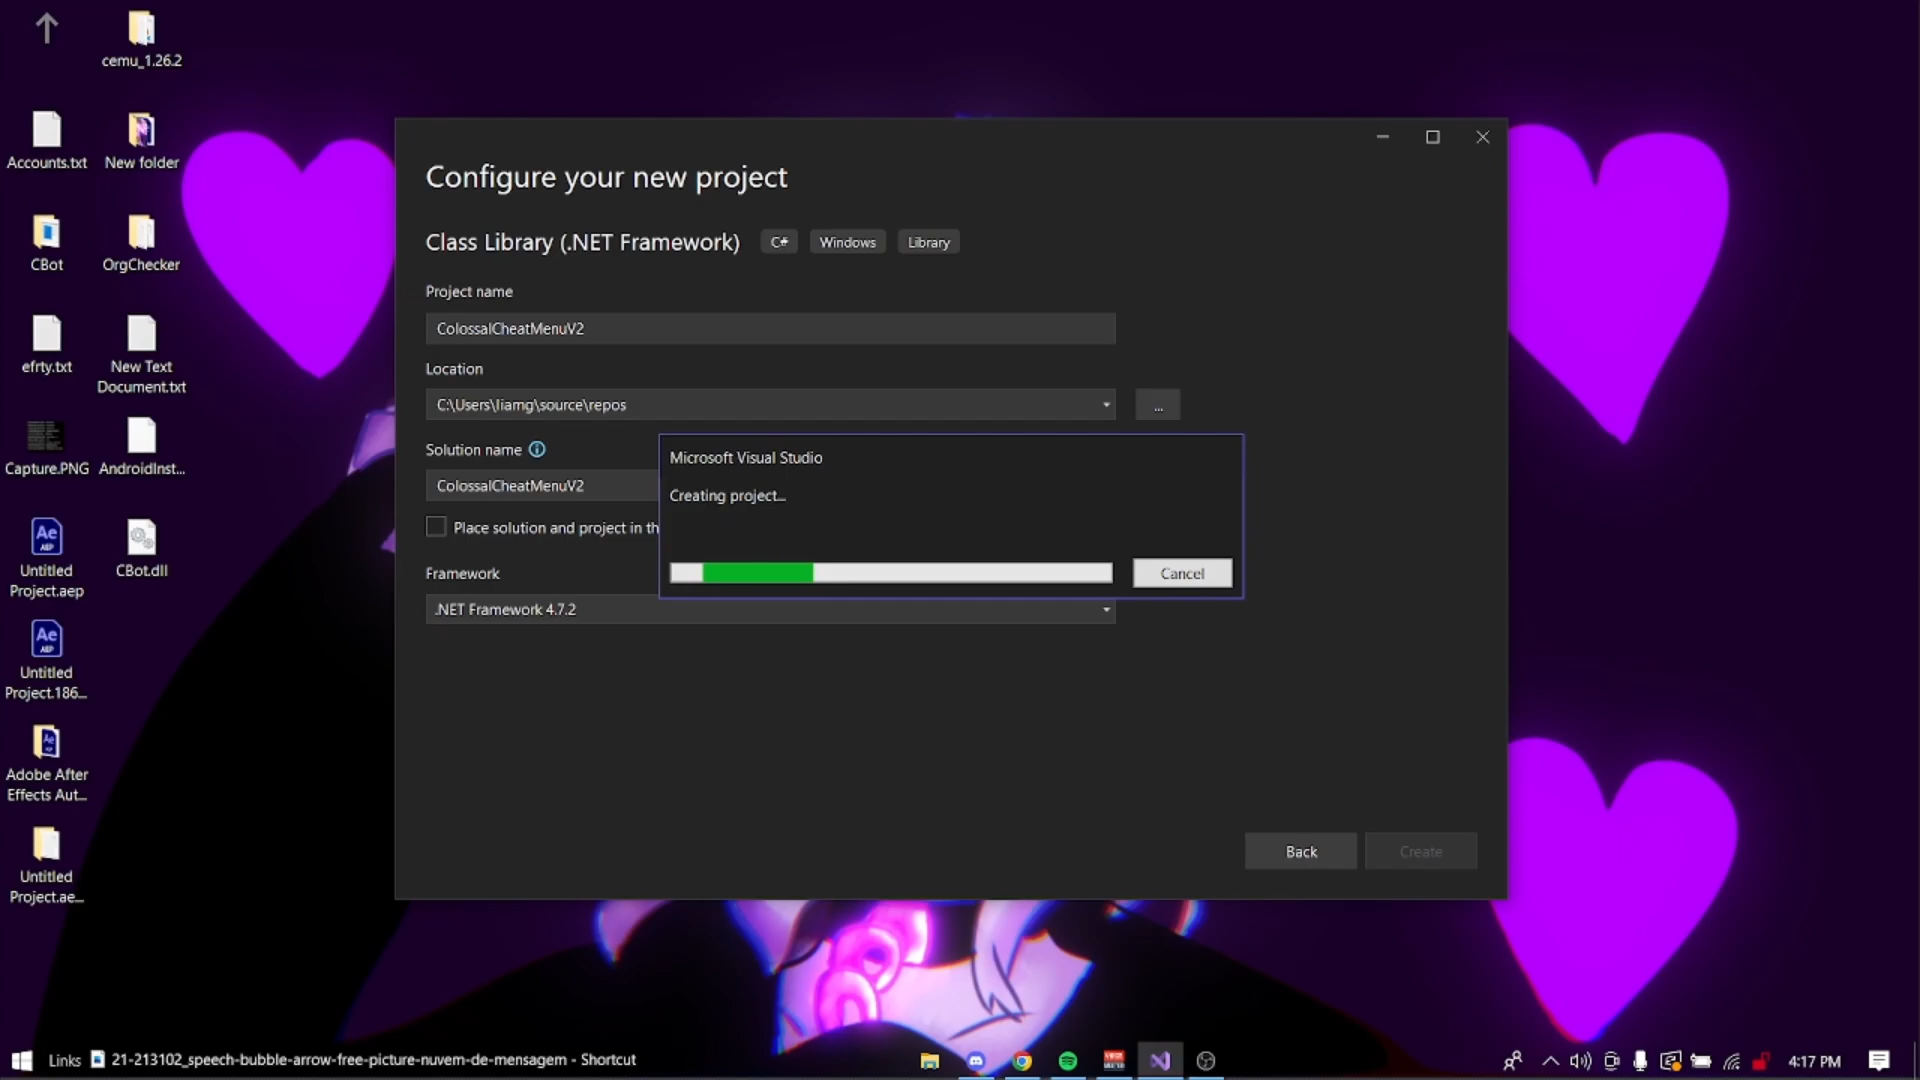 cemu_1.26.2
Accounts.txt
New folder
CBot
OrgChecker
efrty.txt
New Text
Document.txt
Capture.PNG
AndroidInst...
Untitled
Project.aep
CBot.dll
Untitled
Project.186...
Adobe After
Effects Aut...
Untitled
Project.ae...
Configure your new project
Class Library (.NET Framework)
C#
Windows
Library
Project name
ColossalCheatMenuV2
Location
C:\Users\liamg\source\repos
...
Solution name
ColossalCheatMenuV2
Place solution and project in th
Framework
.NET Framework 4.7.2
Microsoft Visual Studio
Creating project...
Cancel
Back
Create
Links
21-213102_speech-bubble-arrow-free-picture-nuvem-de-mensagem - Shortcut
4:17 PM